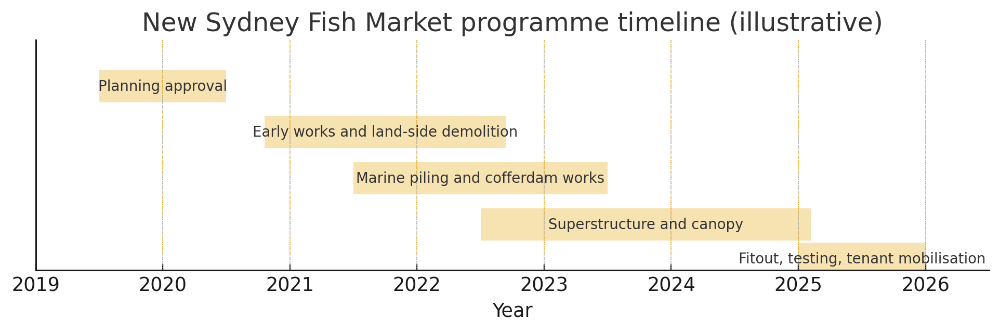 New Sydney Fish Market programme timeline (illustrative)
Planning approval
Early works and land-side demolition
Marine piling and cofferdam works
Superstructure and canopy
Fitout, testing, tenant mobilisation
2019 2020 2021 2022 2023 2024 2025 2026
Year